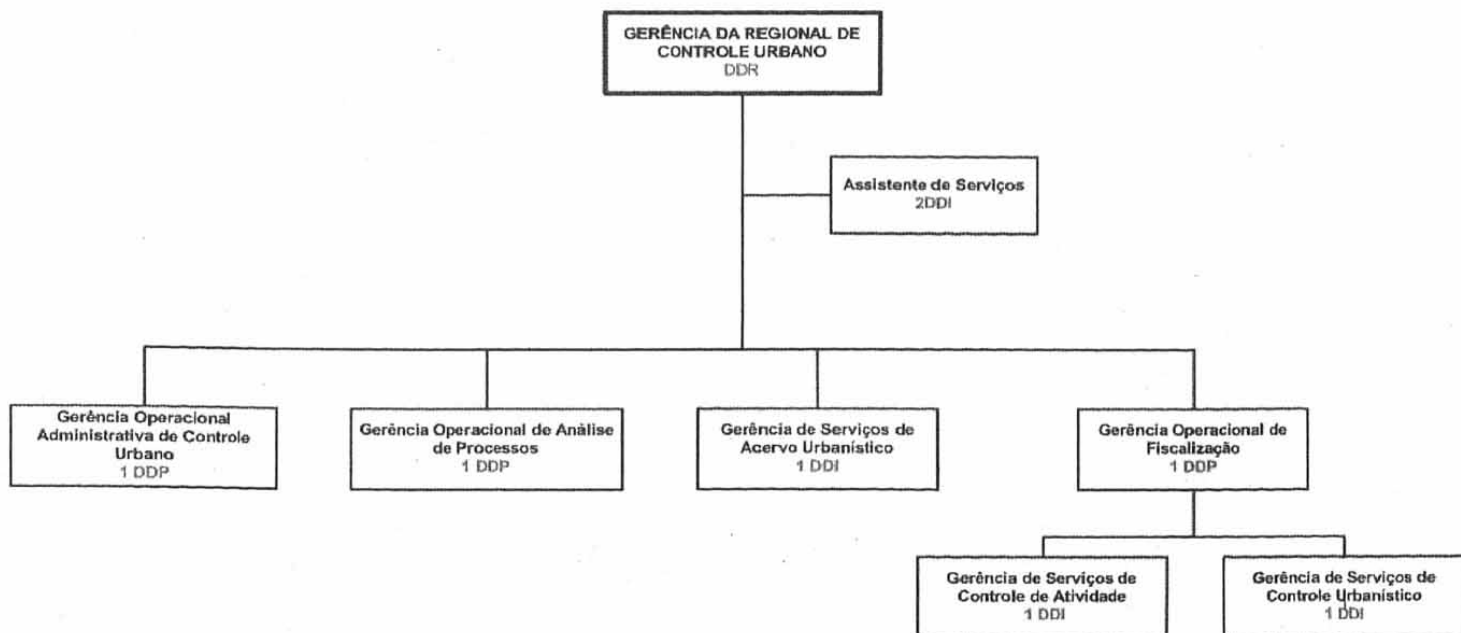 GERÊNCIA DA REGIONAL DE
CONTROLE URBANO
DDR
Assistente de Serviços
2DDI
Gerência Operacional
Administrativa de Controle
Urbano
1 DDP
Gerência Operacional de Análise
de Processos
1 DDP
Gerência de Serviços de
Acervo Urbanístico
1 DDI
Gerência Operacional de
Fiscalização
1 DDP
Gerência de Serviços de
Controle de Atividade
1 DDI
Gerência de Serviços de
Controle Urbanístico
1 DDI